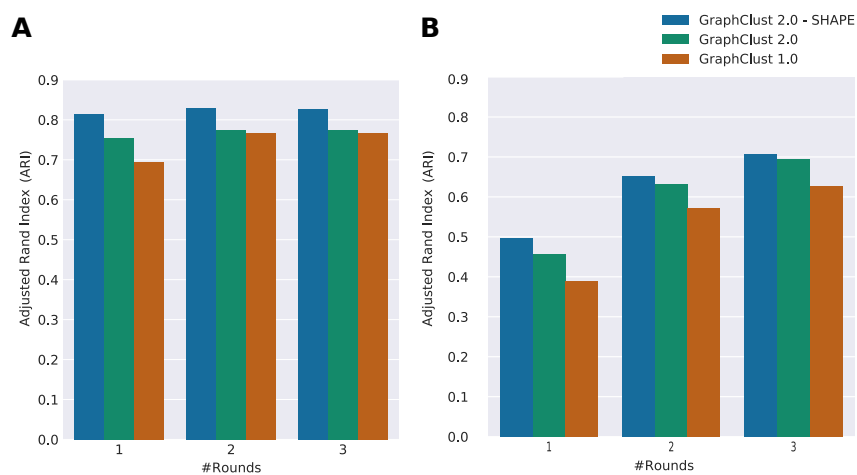 A
B
GraphClust 2.0 - SHAPE
GraphClust 2.0
GraphClust 1.0
Adjusted Rand Index (ARI)
0.9
0.8
0.7
0.6
0.5
0.4
0.3
0.2
0.1
0.0
1
2
3
#Rounds
Adjusted Rand Index (ARI)
0.9
0.8
0.7
0.6
0.5
0.4
0.3
0.2
0.1
0.0
1
2
3
#Rounds